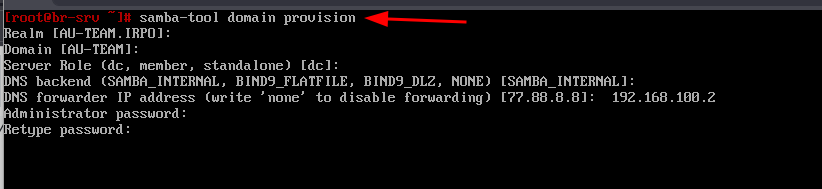 [root@br-srv ~]# samba-tool domain provision
Realm [AU-TEAM.IRPO]:
Domain [AU-TEAM]:
Server Role (dc, member, standalone) [dc]:
DNS backend (SAMBA_INTERNAL, BIND9_FLATFILE, BIND9_DLZ, NONE) [SAMBA_INTERNAL]:
DNS forwarder IP address (write 'none' to disable forwarding) [77.88.8.8]:  192.168.100.2
Administrator password:
Retype password: